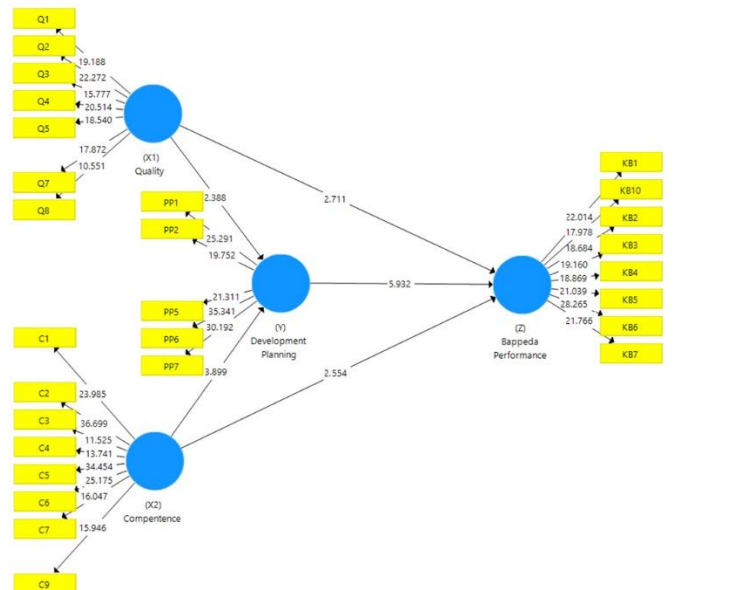 Q1
Q2
Q3
Q4
Q5
Q7
Q8
19.188
22.272
15.777
20.514
18.540
17.872
10.551
(X1)
Quality
2.388
2.711
PP1
PP2
25.291
19.752
21.311
35.341
30.192
PP5
PP6
PP7
3.899
(Y)
Development
Planning
5.932
2.554
C1
C2
C3
C4
C5
C6
C7
C9
23.985
36.699
11.525
13.741
34.454
25.175
16.047
15.946
(X2)
Compentence
(Z)
Bappeda
Performance
22.014
17.978
18.684
19.160
18.869
21.039
28.265
21.766
KB1
KB10
KB2
KB3
KB4
KB5
KB6
KB7